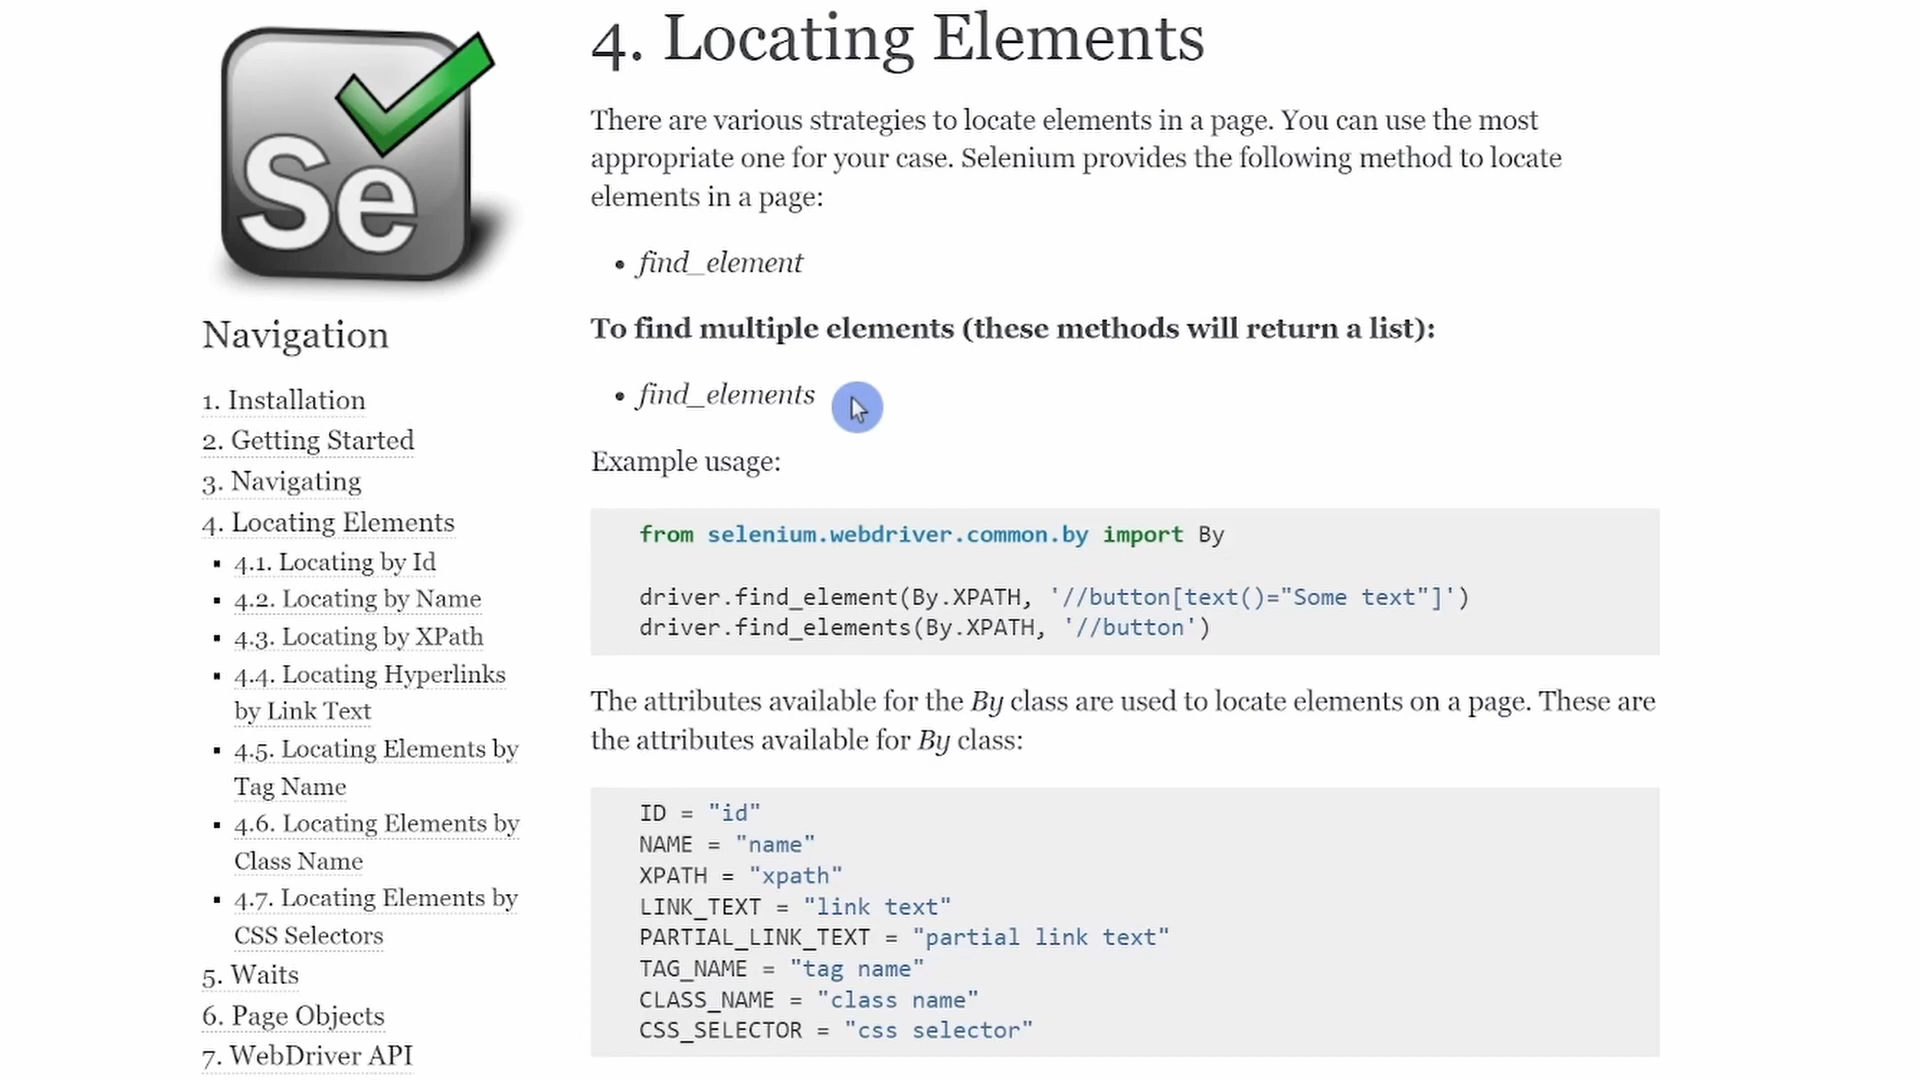 Se
Navigation
1. Installation
2. Getting Started
3. Navigating
4. Locating Elements
▪ 4.1. Locating by Id
▪ 4.2. Locating by Name
▪ 4.3. Locating by XPath
▪ 4.4. Locating Hyperlinks
by Link Text
▪ 4.5. Locating Elements by
Tag Name
▪ 4.6. Locating Elements by
Class Name
▪ 4.7. Locating Elements by
CSS Selectors
5. Waits
6. Page Objects
7. WebDriver API
4. Locating Elements
There are various strategies to locate elements in a page. You can use the most
appropriate one for your case. Selenium provides the following method to locate
elements in a page:
• find_element
To find multiple elements (these methods will return a list):
• find_elements
Example usage:
from selenium.webdriver.common.by import By
driver.find_element(By.XPATH, '//button[text()="Some text"]')
driver.find_elements(By.XPATH, '//button')
The attributes available for the By class are used to locate elements on a page. These are
the attributes available for By class:
ID = "id"
NAME = "name"
XPATH = "xpath"
LINK_TEXT = "link text"
PARTIAL_LINK_TEXT = "partial link text"
TAG_NAME = "tag name"
CLASS_NAME = "class name"
CSS_SELECTOR = "css selector"